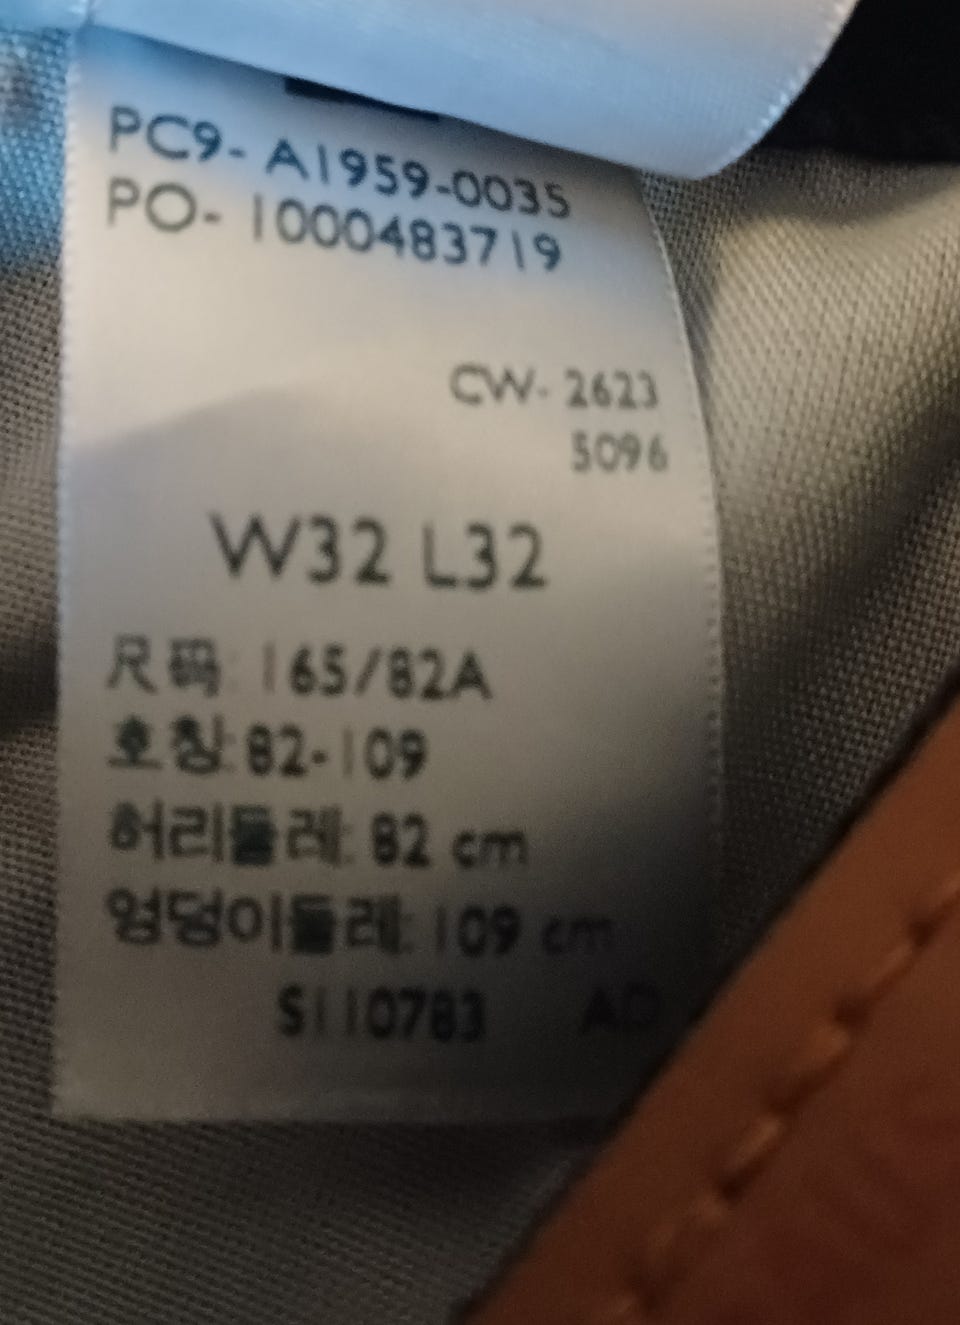 PC9- A1959-0035
PO- 1000483719
CW- 2623
5096
W32 L32
尺码: 165/82A
호칭: 82-109
허리둘레: 82 cm
엉덩이둘레: 109 cm
S110783 AD